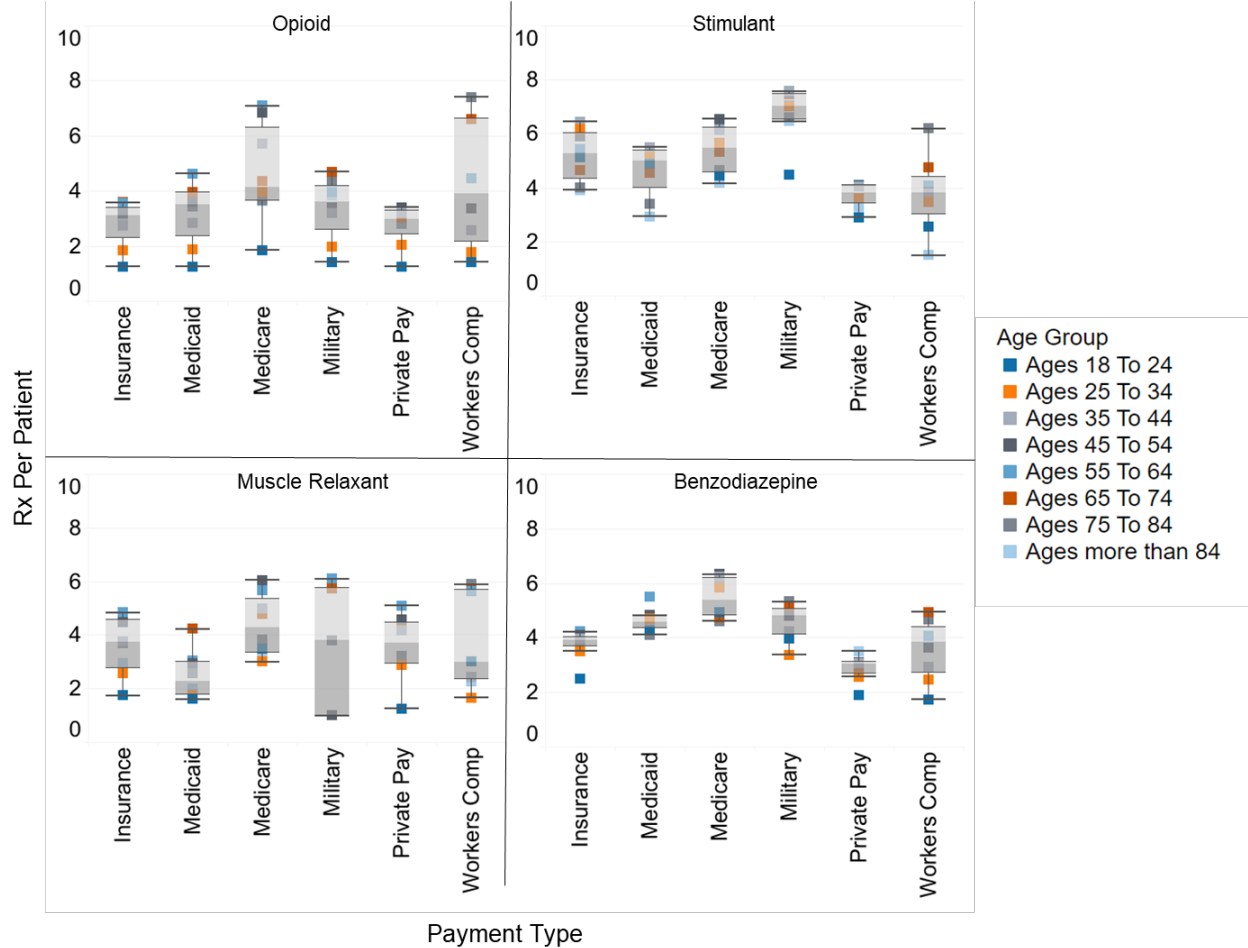 Opioid
10
8
6
4
2
0
Insurance
Medicaid
Medicare
Military
Private Pay
Workers Comp
Stimulant
10
8
6
4
2
0
Insurance
Medicaid
Medicare
Military
Private Pay
Workers Comp
Rx Per Patient
Muscle Relaxant
10
8
6
4
2
0
Insurance
Medicaid
Medicare
Military
Private Pay
Workers Comp
Benzodiazepine
10
8
6
4
2
0
Insurance
Medicaid
Medicare
Military
Private Pay
Workers Comp
Payment Type
Age Group
Ages 18 To 24
Ages 25 To 34
Ages 35 To 44
Ages 45 To 54
Ages 55 To 64
Ages 65 To 74
Ages 75 To 84
Ages more than 84